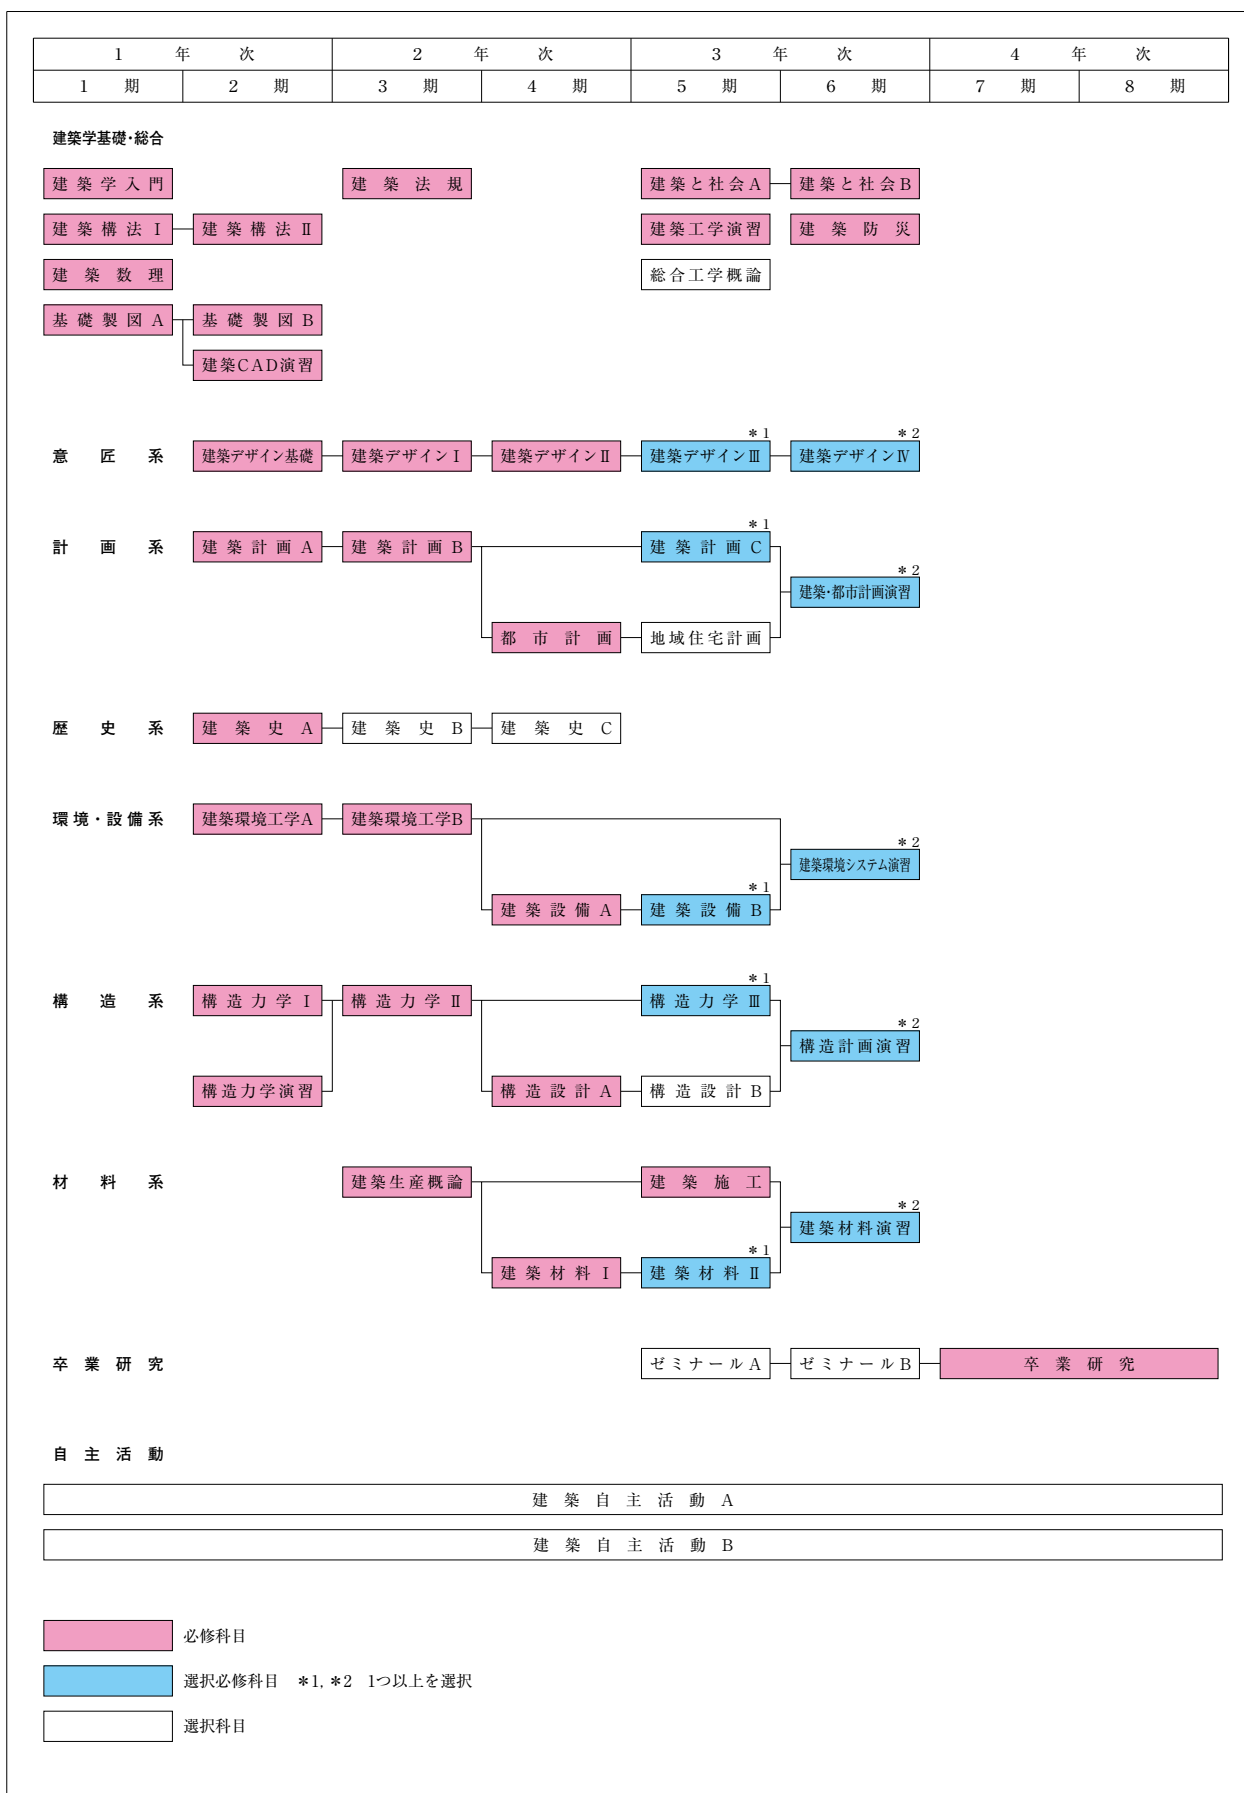 1 年 次 2 年 次 3 年 次 4 年 次
1 期 2 期 3 期 4 期 5 期 6 期 7 期 8 期
建築学基礎・総合
建築学入門 建築法規 建築と社会A 建築と社会B
建築構法Ⅰ 建築構法Ⅱ 建築工学演習 建築防災
建築数理 総合工学概論
基礎製図A 基礎製図B
建築CAD演習
＊1 ＊2
意匠系 建築デザイン基礎 建築デザインⅠ 建築デザインⅡ 建築デザインⅢ 建築デザインⅣ
＊1
計画系 建築計画A 建築計画B 建築計画C
＊2
建築・都市計画演習
都市計画 地域住宅計画
歴史系 建築史A 建築史B 建築史C
環境・設備系 建築環境工学A 建築環境工学B
＊2
建築環境システム演習
＊1
建築設備A 建築設備B
＊1
構造系 構造力学Ⅰ 構造力学Ⅱ 構造力学Ⅲ
＊2
構造計画演習
構造力学演習 構造設計A 構造設計B
材料系 建築生産概論 建築施工
＊2
建築材料演習
＊1
建築材料Ⅰ 建築材料Ⅱ
卒業研究 ゼミナールA ゼミナールB 卒業研究
自主活動
建築自主活動A
建築自主活動B
必修科目
選択必修科目 ＊1, ＊2 1つ以上を選択
選択科目